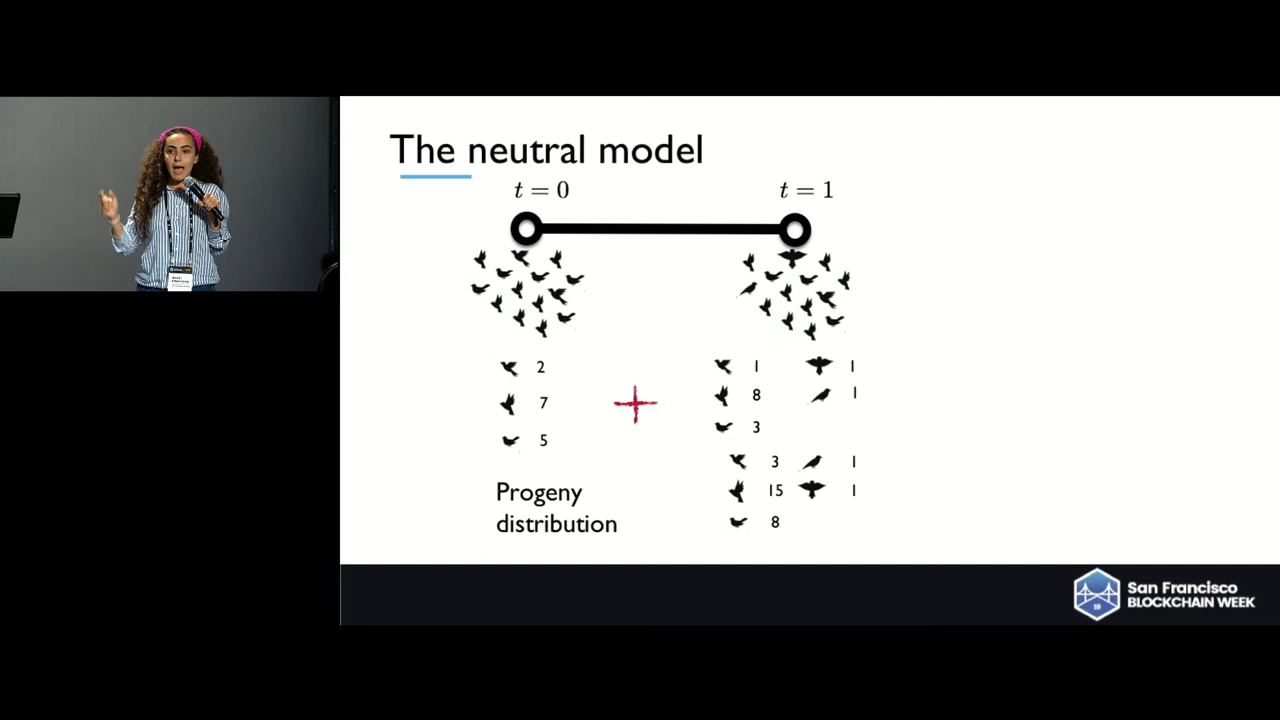 The neutral model
t = 0
t = 1
2
1
1
7
8
1
5
3
3
1
Progeny
15
1
distribution
8
San Francisco
BLOCKCHAIN WEEK
18